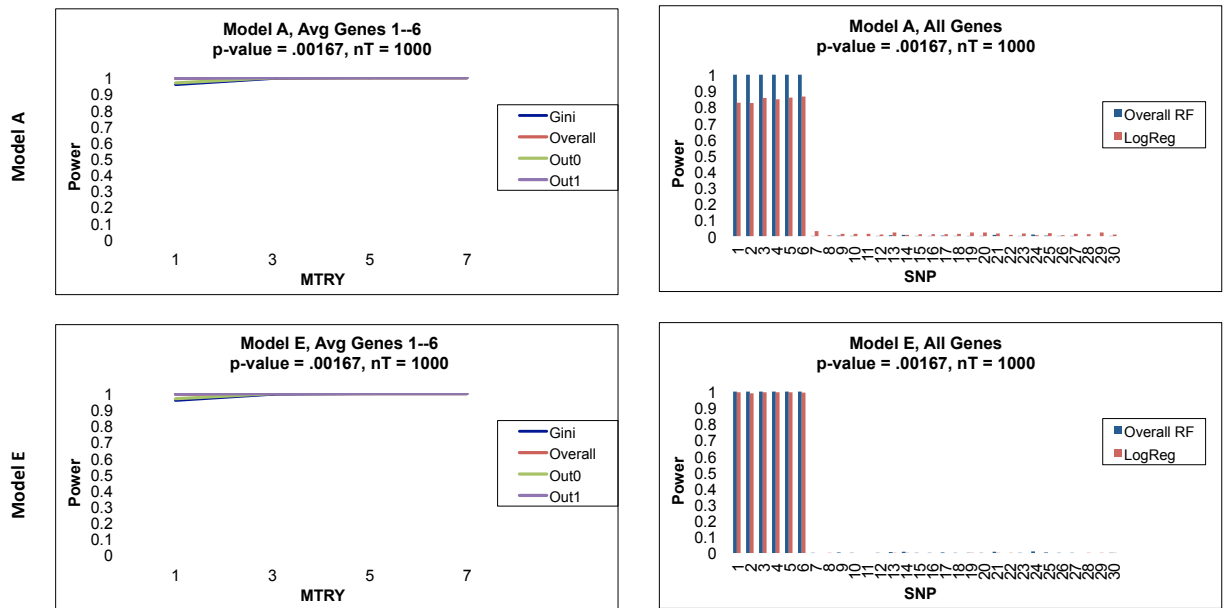 Model A
Model A, Avg Genes 1--6
p-value = .00167, nT = 1000
Power
1
0.9
0.8
0.7
0.6
0.5
0.4
0.3
0.2
0.1
0
1 3 5 7
MTRY
Gini
Overall
Out0
Out1
Model A, All Genes
p-value = .00167, nT = 1000
Power
1
0.9
0.8
0.7
0.6
0.5
0.4
0.3
0.2
0.1
0
1 2 3 4 5 6 7 8 9 10 11 12 13 14 15 16 17 18 19 20 21 22 23 24 25 26 27 28 29 30
SNP
Overall RF
LogReg
Model E
Model E, Avg Genes 1--6
p-value = .00167, nT = 1000
Power
1
0.9
0.8
0.7
0.6
0.5
0.4
0.3
0.2
0.1
0
1 3 5 7
MTRY
Gini
Overall
Out0
Out1
Model E, All Genes
p-value = .00167, nT = 1000
Power
1
0.9
0.8
0.7
0.6
0.5
0.4
0.3
0.2
0.1
0
1 2 3 4 5 6 7 8 9 10 11 12 13 14 15 16 17 18 19 20 21 22 23 24 25 26 27 28 29 30
SNP
Overall RF
LogReg